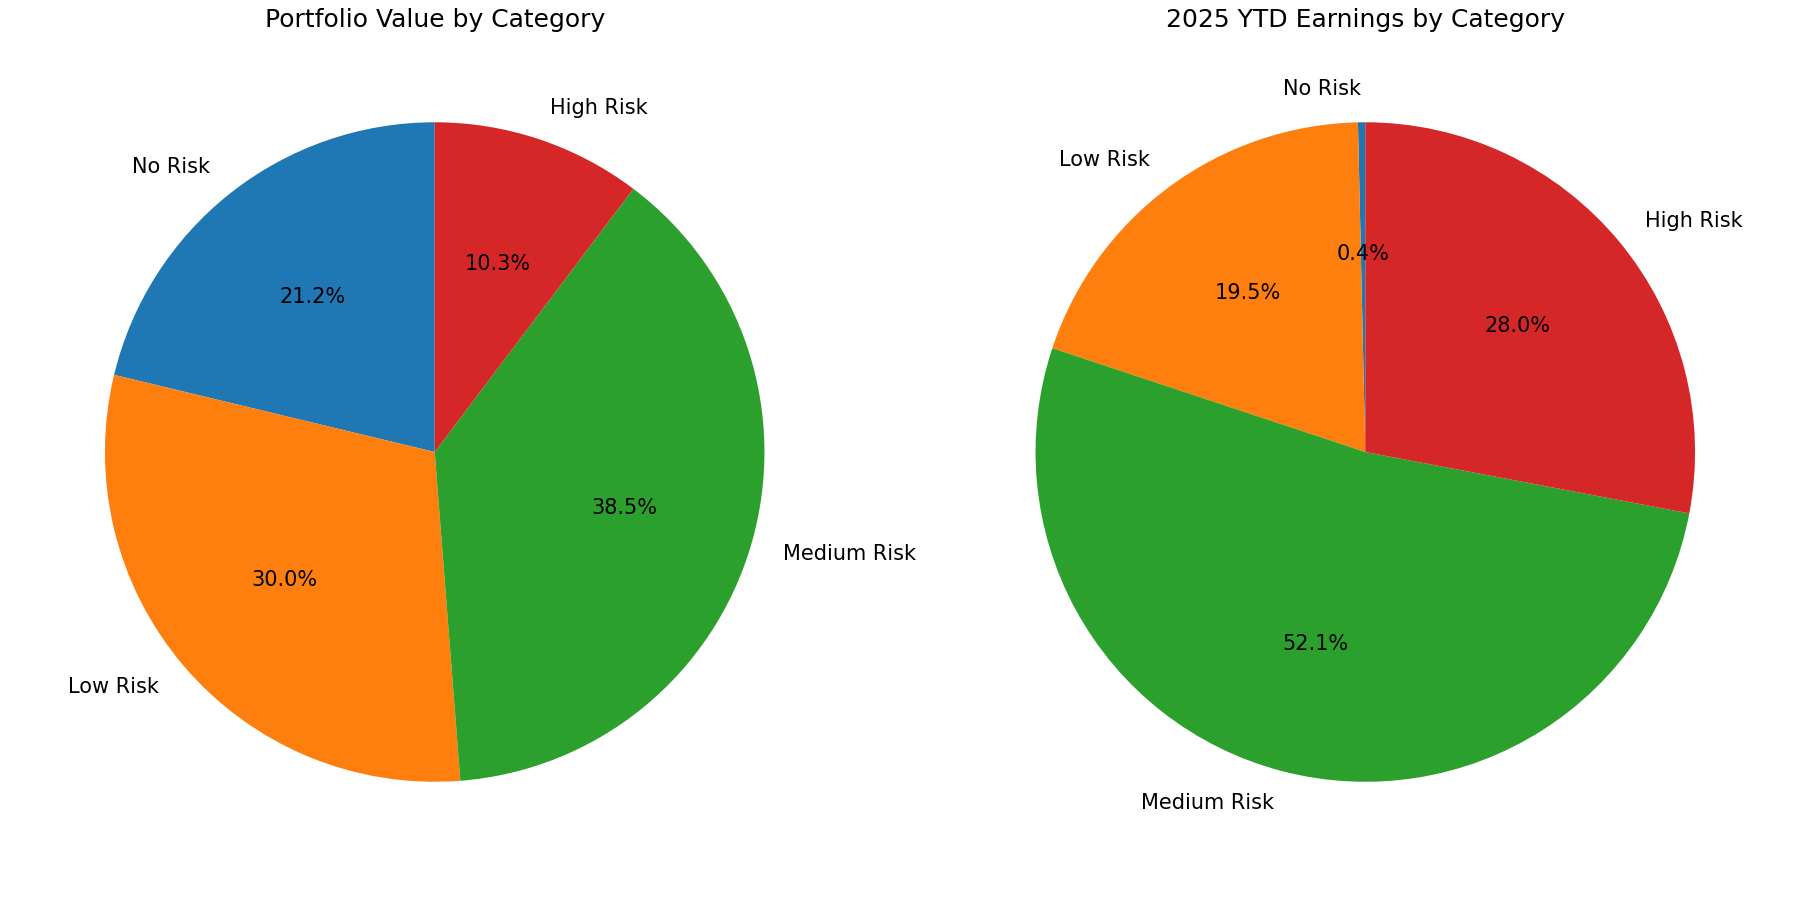 Portfolio Value by Category
High Risk
No Risk
10.3%
21.2%
38.5%
Medium Risk
30.0%
Low Risk
2025 YTD Earnings by Category
No Risk
Low Risk
High Risk
0.4%
19.5%
28.0%
52.1%
Medium Risk